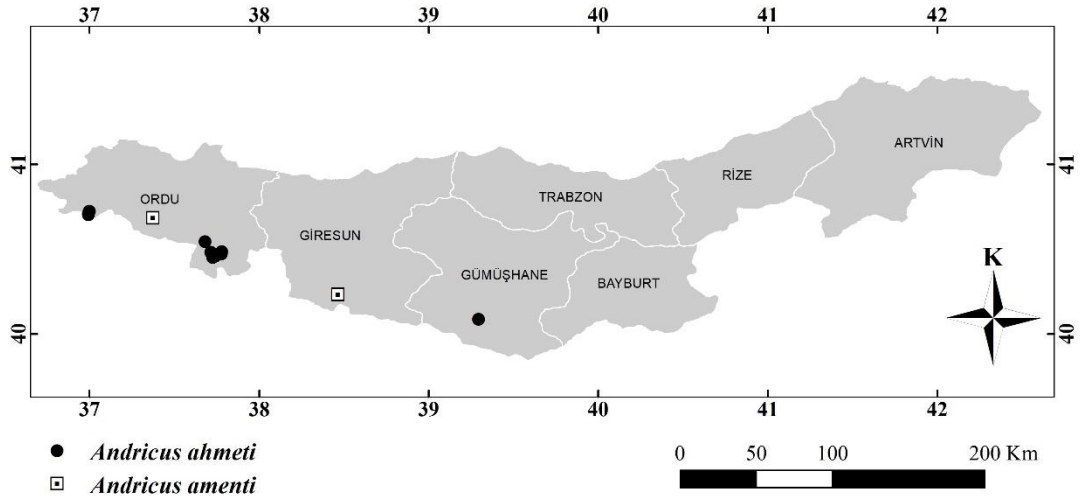 37 38 39 40 41 42
41 41
ARTVİN
RİZE
ORDU
TRABZON
GİRESUN
K
GÜMÜŞHANE
BAYBURT
40 40
37 38 39 40 41 42
Andricus ahmeti
Andricus amenti
0 50 100 200 Km